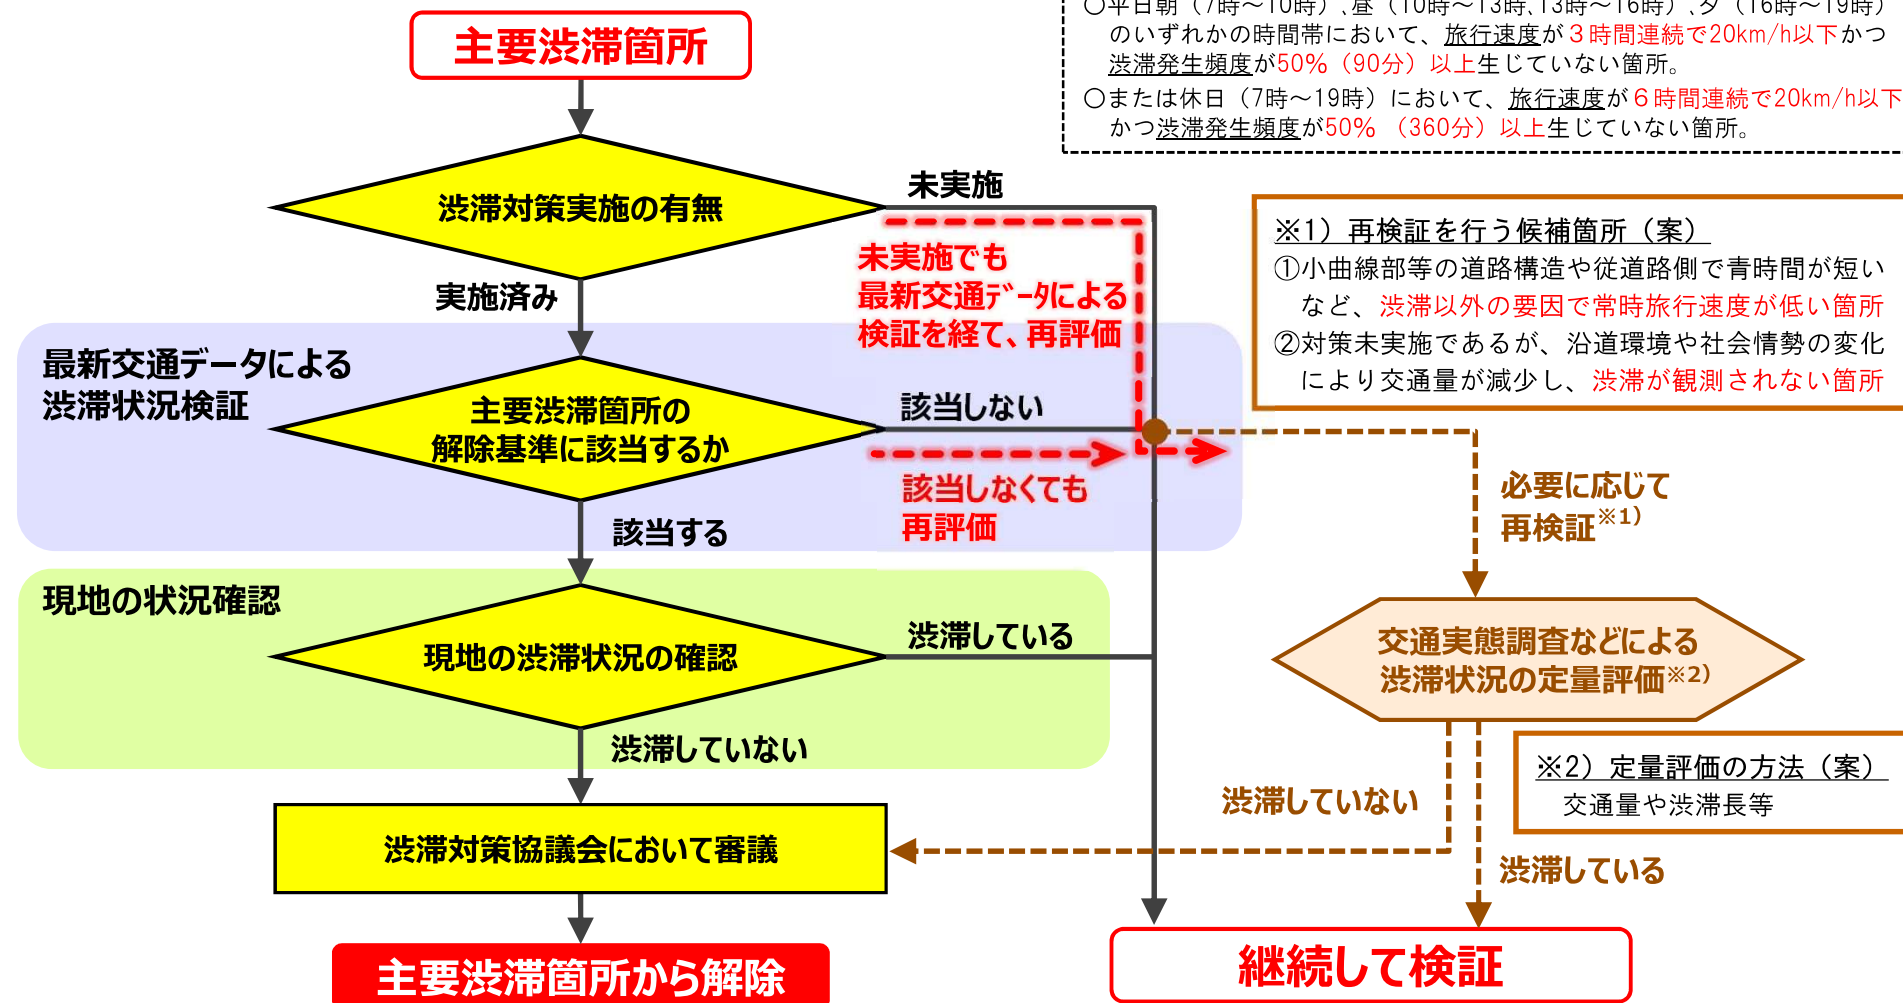 主要渋滞箇所
〇平日朝（7時～10時）、昼（10時～13時、13時～16時）、夕（16時～19時）
のいずれかの時間帯において、旅行速度が３時間連続で20km/h以下かつ
渋滞発生頻度が50％（90分）以上生じていない箇所。
〇または休日（7時～19時）において、旅行速度が６時間連続で20km/h以下
かつ渋滞発生頻度が50％（360分）以上生じていない箇所。
渋滞対策実施の有無
未実施
未実施でも
最新交通ﾃﾞｰﾀによる
検証を経て、再評価
実施済み
※1）再検証を行う候補箇所（案）
①小曲線部等の道路構造や従道路側で青時間が短い
など、渋滞以外の要因で常時旅行速度が低い箇所
②対策未実施であるが、沿道環境や社会情勢の変化
により交通量が減少し、渋滞が観測されない箇所
最新交通データによる
渋滞状況検証
主要渋滞箇所の
解除基準に該当するか
該当しない
該当しなくても
再評価
該当する
必要に応じて
再検証※1)
現地の状況確認
現地の渋滞状況の確認
渋滞している
渋滞していない
交通実態調査などによる
渋滞状況の定量評価※2)
※2）定量評価の方法（案）
交通量や渋滞長等
渋滞していない
渋滞している
渋滞対策協議会において審議
主要渋滞箇所から解除
継続して検証